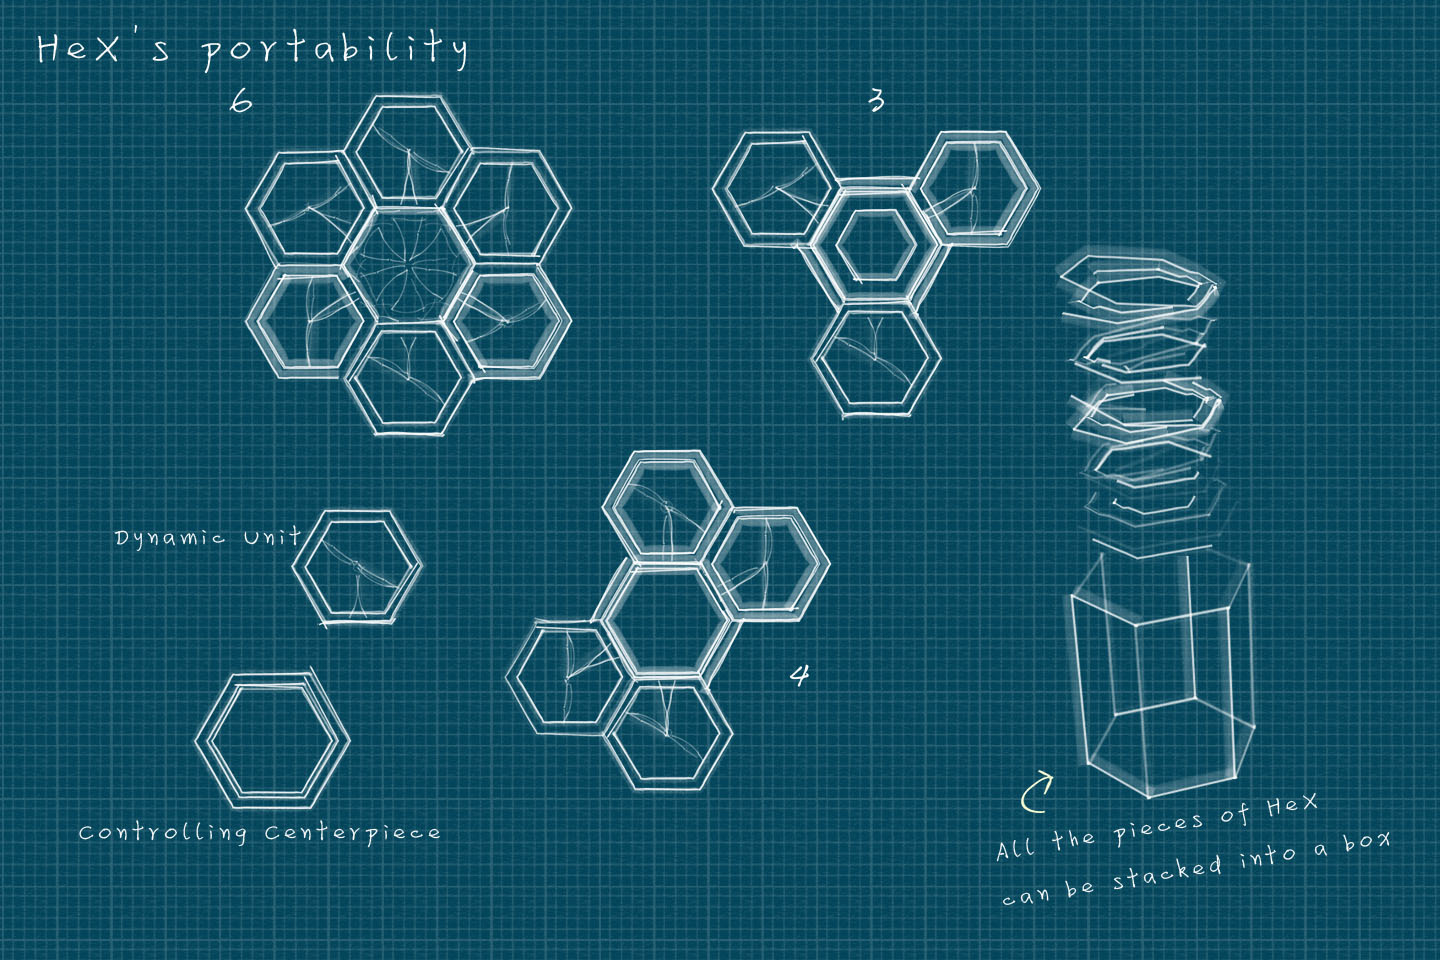 HeX's portability
6
3
Dynamic Unit
4
Controlling Centerpiece
All the pieces of HeX
can be stacked into a box